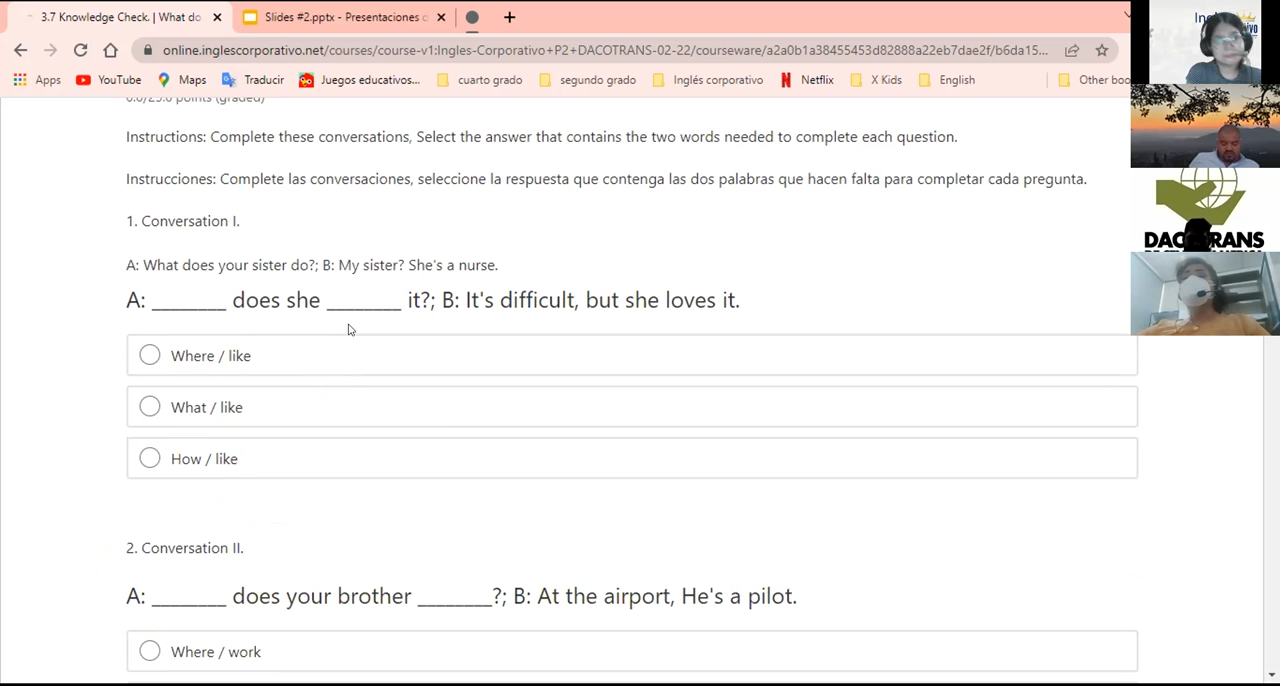 3.7 Knowledge Check. | What do
Slides #2.pptx - Presentaciones
online.inglescorporativo.net/courses/course-v1:Ingles-Corporativo+P2+DACOTRANS-02-22/courseware/a2a0b1a38455453d82888a22eb7dae2f/b6da15...
Apps YouTube Maps Traducir Juegos educativos... cuarto grado segundo grado Inglés corporativo Netflix X Kids English Other boo
0.0/25.0 points (graded)
Instructions: Complete these conversations, Select the answer that contains the two words needed to complete each question.
Instrucciones: Complete las conversaciones, seleccione la respuesta que contenga las dos palabras que hacen falta para completar cada pregunta.
DACOTRANS
1. Conversation I.
A: What does your sister do?; B: My sister? She's a nurse.
A: ________ does she ________ it?; B: It's difficult, but she loves it.
Where / like
What / like
How / like
2. Conversation II.
A: ________ does your brother ________?; B: At the airport, He's a pilot.
Where / work